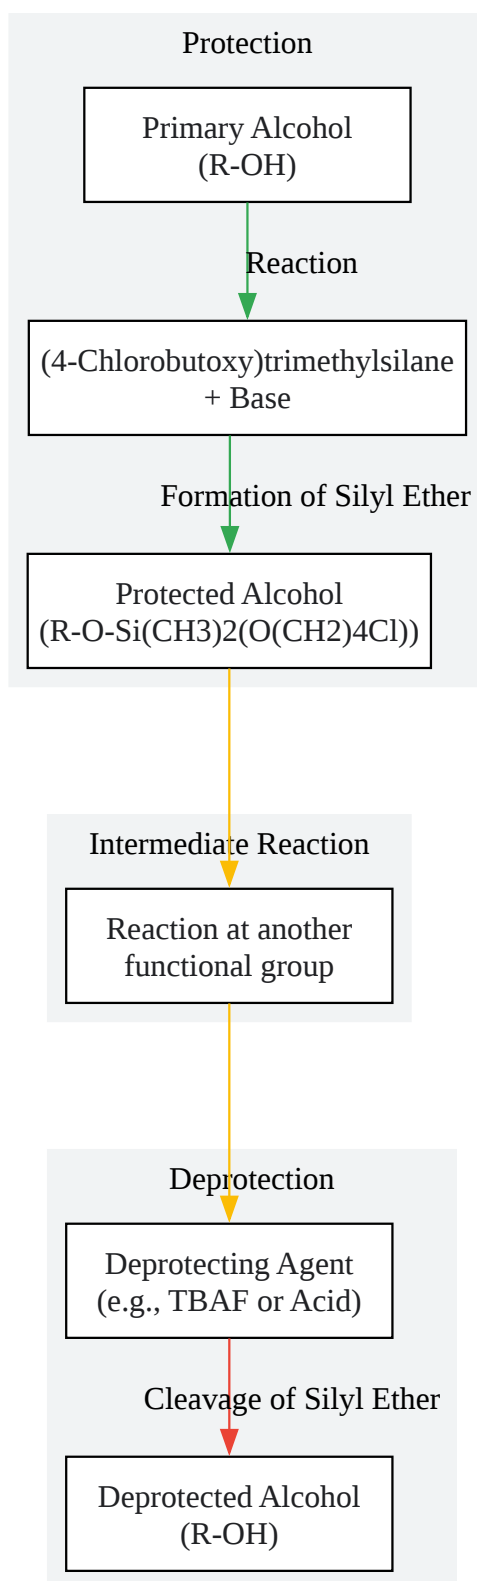 Protection
Primary Alcohol
(R-OH)
Reaction
(4-Chlorobutoxy)trimethylsilane
+ Base
Formation of Silyl Ether
Protected Alcohol
(R-O-Si(CH3)2(O(CH2)4Cl))
Intermediate Reaction
Reaction at another
functional group
Deprotection
Deprotecting Agent
(e.g., TBAF or Acid)
Cleavage of Silyl Ether
Deprotected Alcohol
(R-OH)